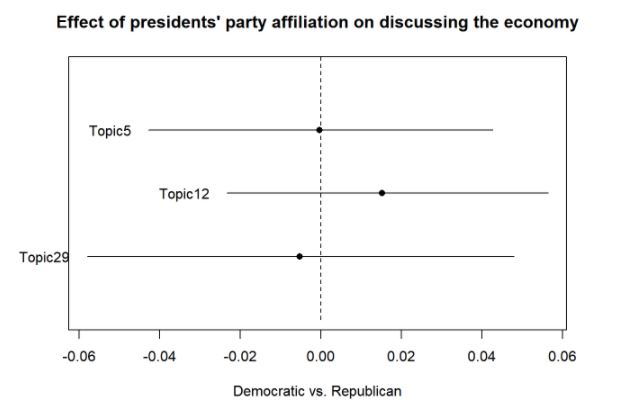 Effect of presidents' party affiliation on discussing the economy
Topic5
Topic12
Topic29
-0.06 -0.04 -0.02 0.00 0.02 0.04 0.06
Democratic vs. Republican